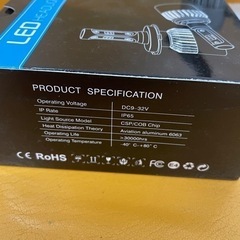 LED HEADLI
PRODUCT SPECIFICATION
Operating Voltage DC9-32V
IP Rate IP65
Light Source Model CSP/COB Chip
Heat Dissipation Theory Aviation aluminum 6063
Operating Life >30000hrs
Operating Temperature -40° C-+80° C
CE RoHS